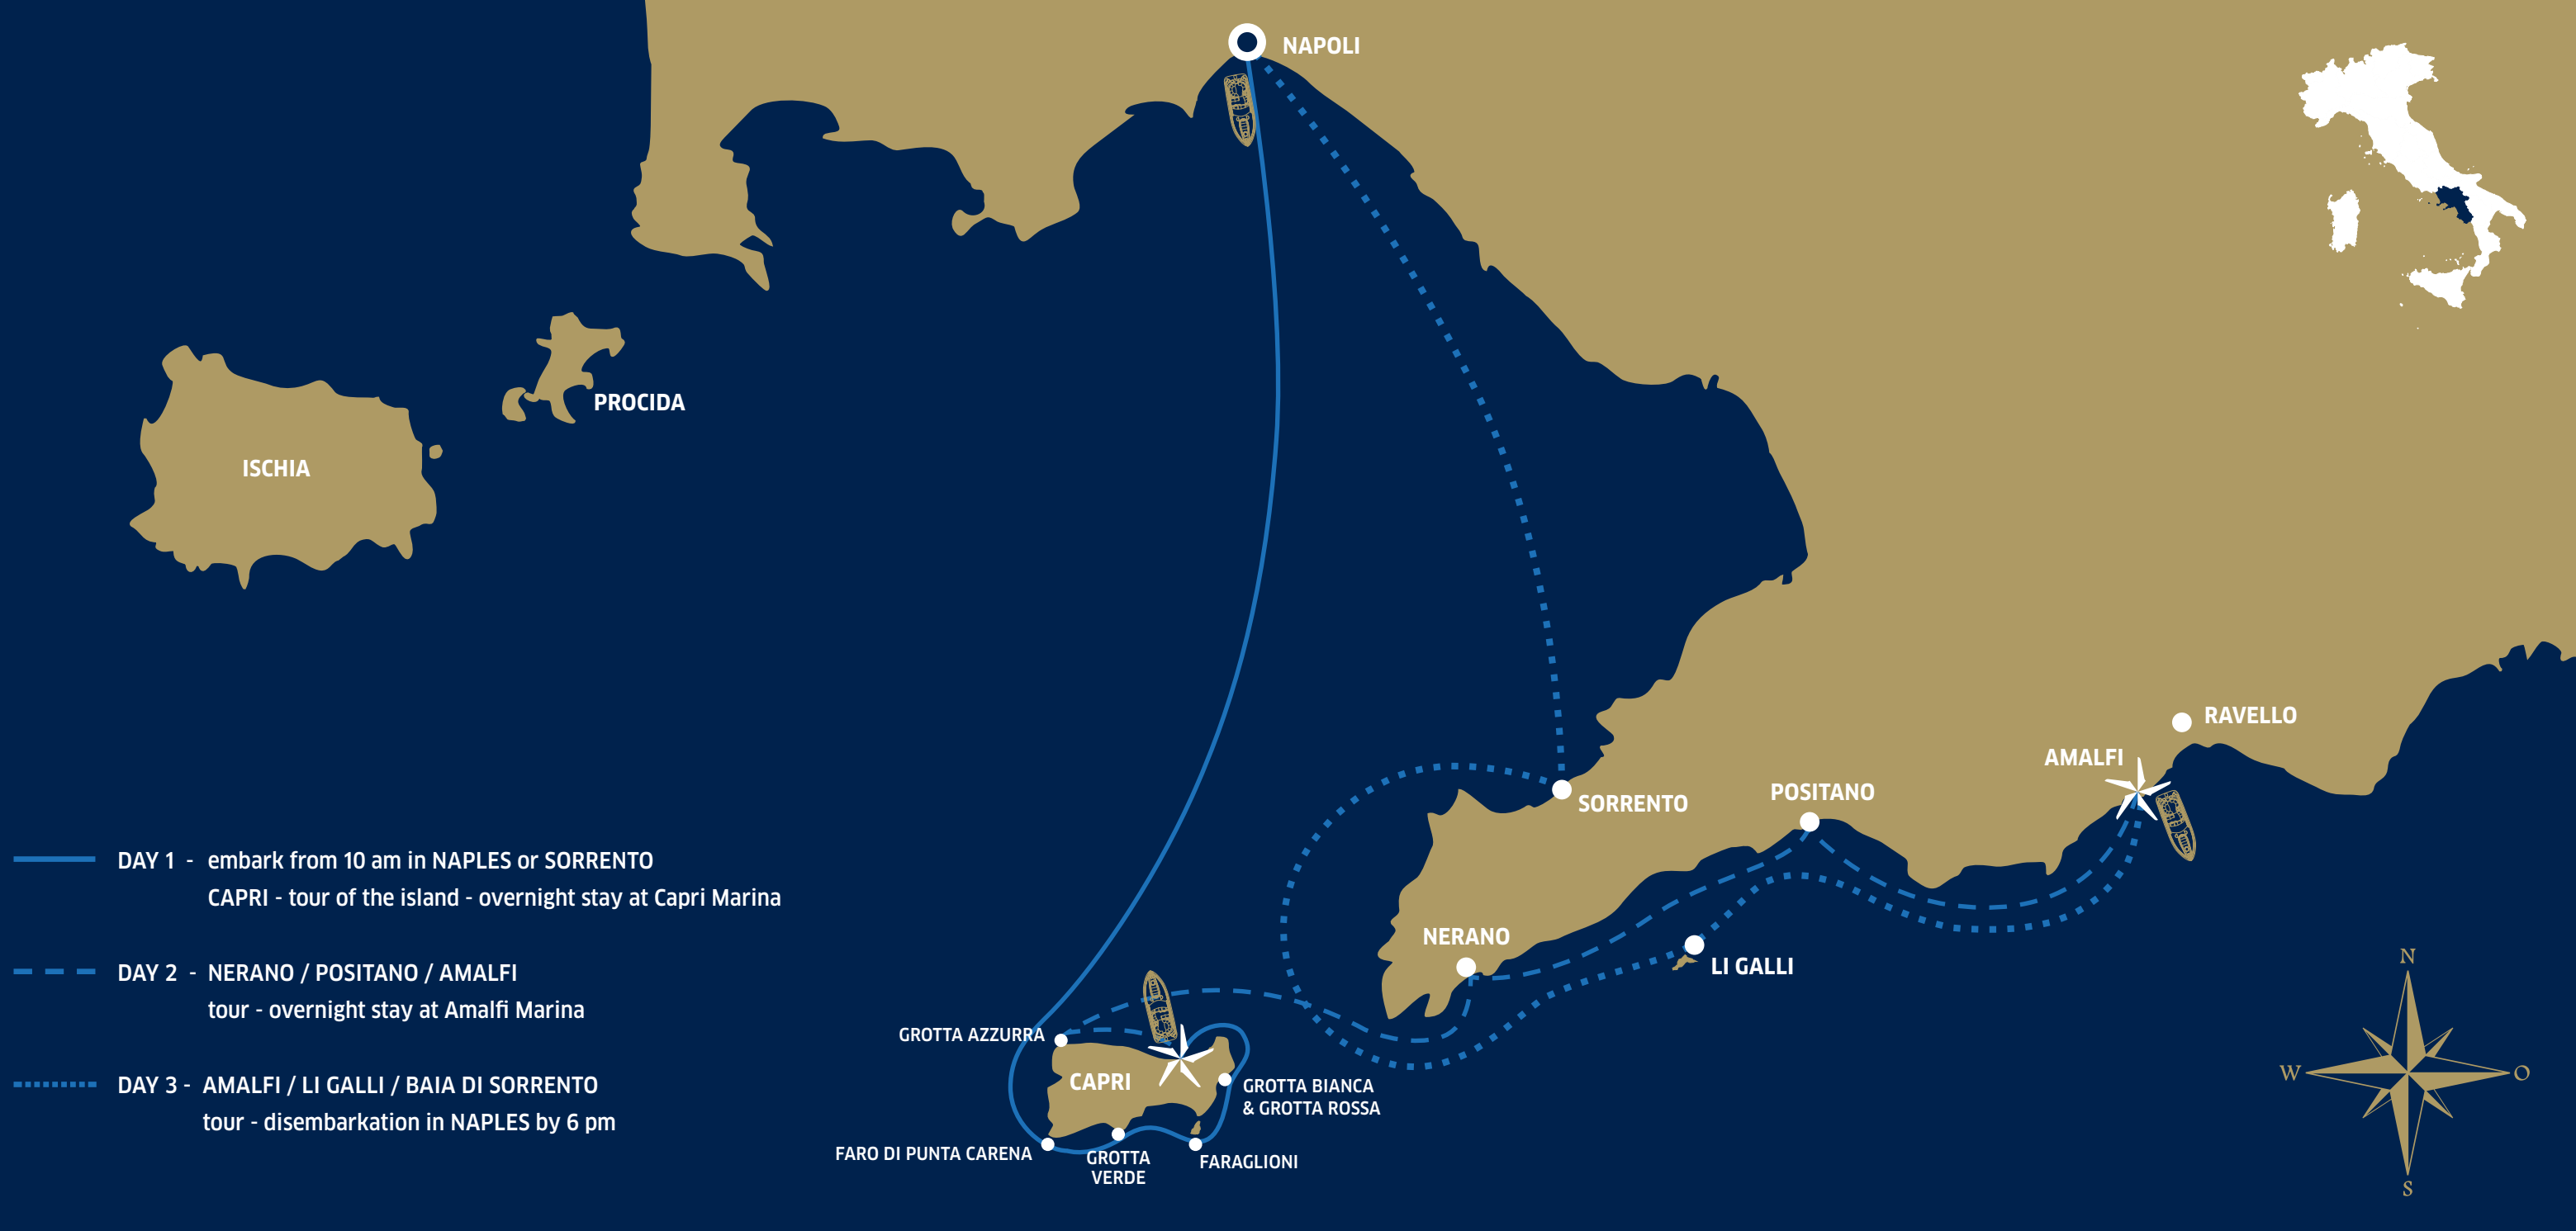 NAPOLI
PROCIDA
ISCHIA
RAVELLO
AMALFI
POSITANO
SORRENTO
NERANO
LI GALLI
DAY 1 - embark from 10 am in NAPLES or SORRENTO
CAPRI - tour of the island - overnight stay at Capri Marina
DAY 2 - NERANO / POSITANO / AMALFI
tour - overnight stay at Amalfi Marina
DAY 3 - AMALFI / LI GALLI / BAIA DI SORRENTO
tour - disembarkation in NAPLES by 6 pm
GROTTA AZZURRA
CAPRI
GROTTA BIANCA
& GROTTA ROSSA
FARO DI PUNTA CARENA
GROTTA
VERDE
FARAGLIONI
N
W
O
S